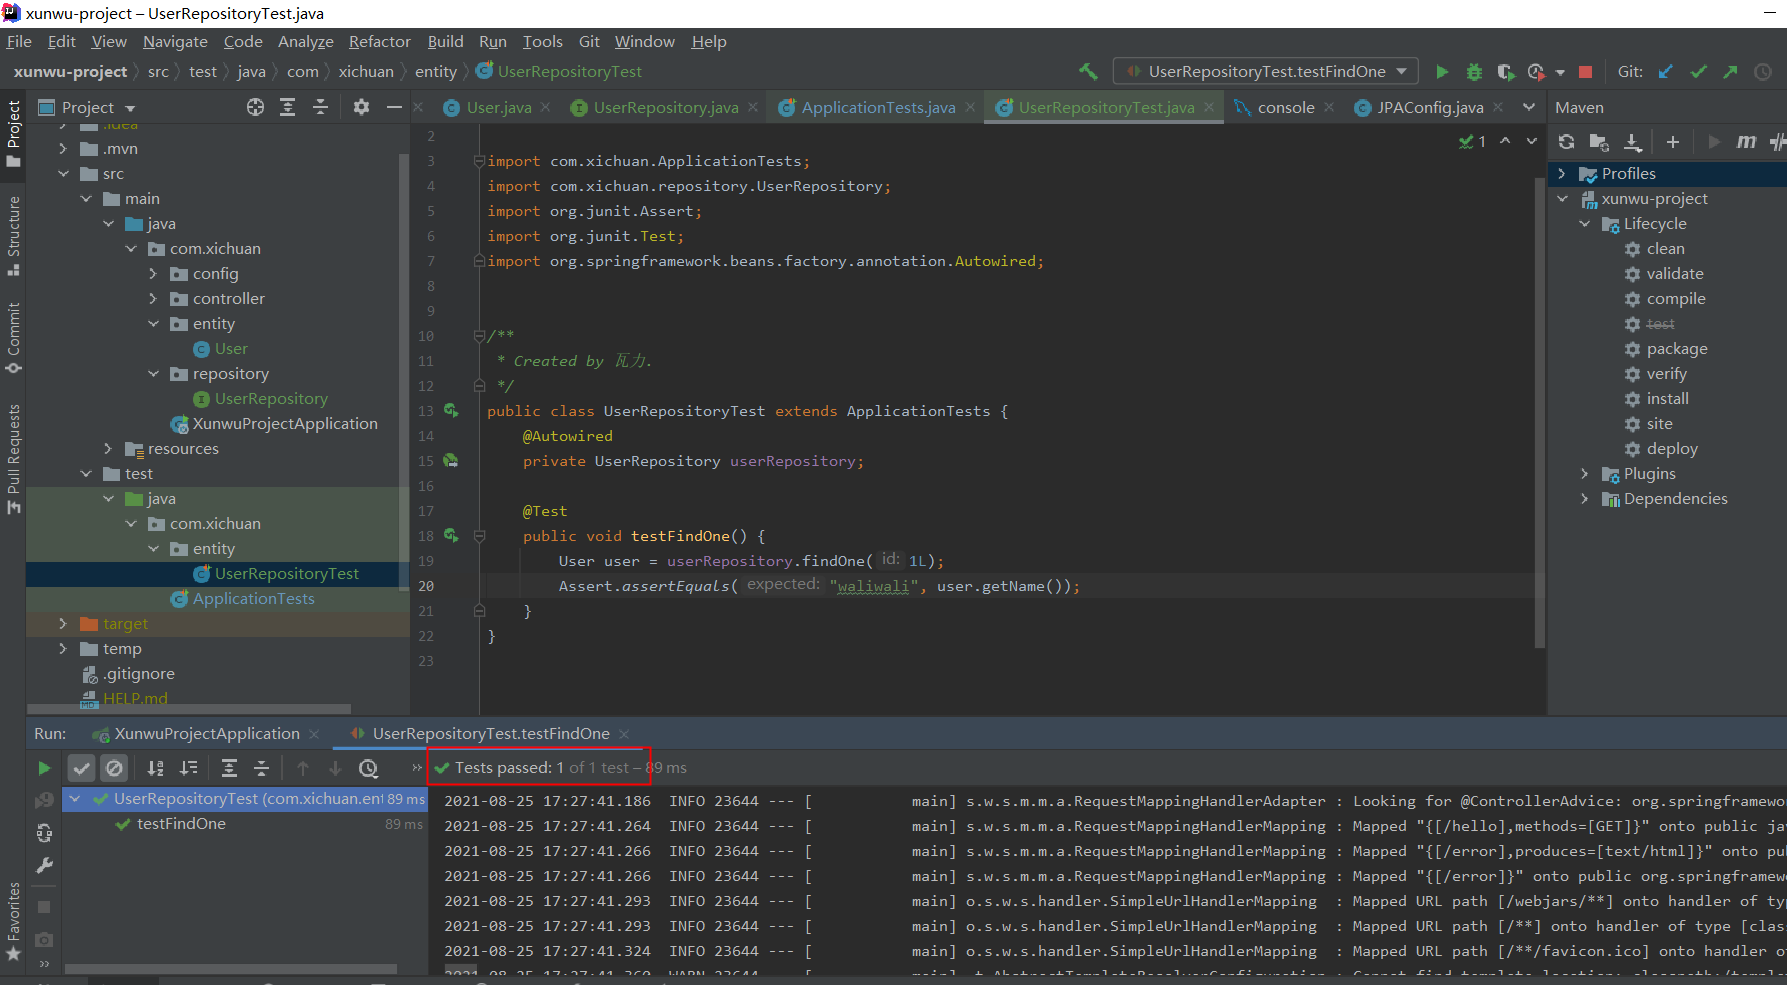 xunwu-project – UserRepositoryTest.java
File Edit View Navigate Code Analyze Refactor Build Run Tools Git Window Help
xunwu-project src test java com xichuan entity UserRepositoryTest
UserRepositoryTest.testFindOne Git:
Project
User.java UserRepository.java ApplicationTests.java UserRepositoryTest.java console JPAConfig.java
Maven
Project
Structure
Commit
Pull Requests
Favorites
.idea
.mvn
src
main
java
com.xichuan
config
controller
entity
User
repository
UserRepository
XunwuProjectApplication
resources
test
java
com.xichuan
entity
UserRepositoryTest
ApplicationTests
target
temp
.gitignore
HELP.md
1
2
3 import com.xichuan.ApplicationTests;
4 import com.xichuan.repository.UserRepository;
5 import org.junit.Assert;
6 import org.junit.Test;
7 import org.springframework.beans.factory.annotation.Autowired;
8
9
10 /**
11 * Created by 瓦力.
12 */
13 public class UserRepositoryTest extends ApplicationTests {
14 @Autowired
15 private UserRepository userRepository;
16
17 @Test
18 public void testFindOne() {
19 User user = userRepository.findOne( id: 1L);
20 Assert.assertEquals( expected: "waliwali", user.getName());
21 }
22 }
23
Profiles
xunwu-project
Lifecycle
clean
validate
compile
test
package
verify
install
site
deploy
Plugins
Dependencies
Run: XunwuProjectApplication UserRepositoryTest.testFindOne
Tests passed: 1 of 1 test – 89 ms
UserRepositoryTest (com.xichuan.ent 89 ms
testFindOne 89 ms
2021-08-25 17:27:41.186 INFO 23644 --- [ main] s.w.s.m.m.a.RequestMappingHandlerAdapter : Looking for @ControllerAdvice: org.springframewor
2021-08-25 17:27:41.264 INFO 23644 --- [ main] s.w.s.m.m.a.RequestMappingHandlerMapping : Mapped "{[/hello],methods=[GET]}" onto public jav
2021-08-25 17:27:41.266 INFO 23644 --- [ main] s.w.s.m.m.a.RequestMappingHandlerMapping : Mapped "{[/error],produces=[text/html]}" onto pub
2021-08-25 17:27:41.266 INFO 23644 --- [ main] s.w.s.m.m.a.RequestMappingHandlerMapping : Mapped "{[/error]}" onto public org.springframewo
2021-08-25 17:27:41.293 INFO 23644 --- [ main] o.s.w.s.handler.SimpleUrlHandlerMapping : Mapped URL path [/webjars/**] onto handler of typ
2021-08-25 17:27:41.293 INFO 23644 --- [ main] o.s.w.s.handler.SimpleUrlHandlerMapping : Mapped URL path [/**] onto handler of type [class
2021-08-25 17:27:41.324 INFO 23644 --- [ main] o.s.w.s.handler.SimpleUrlHandlerMapping : Mapped URL path [/**/favicon.ico] onto handler of